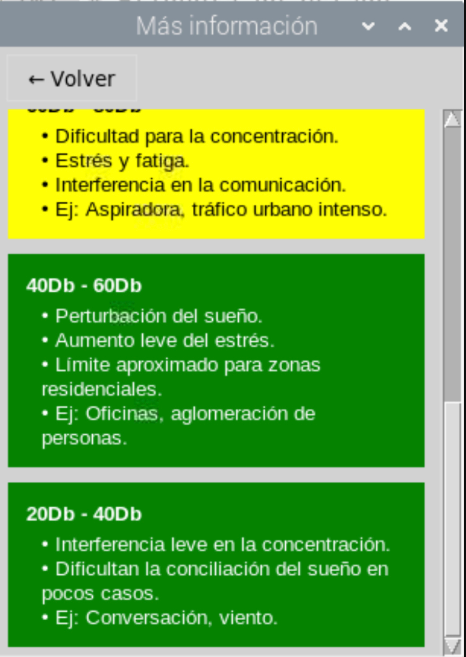 Más información
← Volver
• Dificultad para la concentración.
• Estrés y fatiga.
• Interferencia en la comunicación.
• Ej: Aspiradora, tráfico urbano intenso.
40Db - 60Db
• Perturbación del sueño.
• Aumento leve del estrés.
• Límite aproximado para zonas
residenciales.
• Ej: Oficinas, aglomeración de
personas.
20Db - 40Db
• Interferencia leve en la concentración.
• Dificultan la conciliación del sueño en
pocos casos.
• Ej: Conversación, viento.